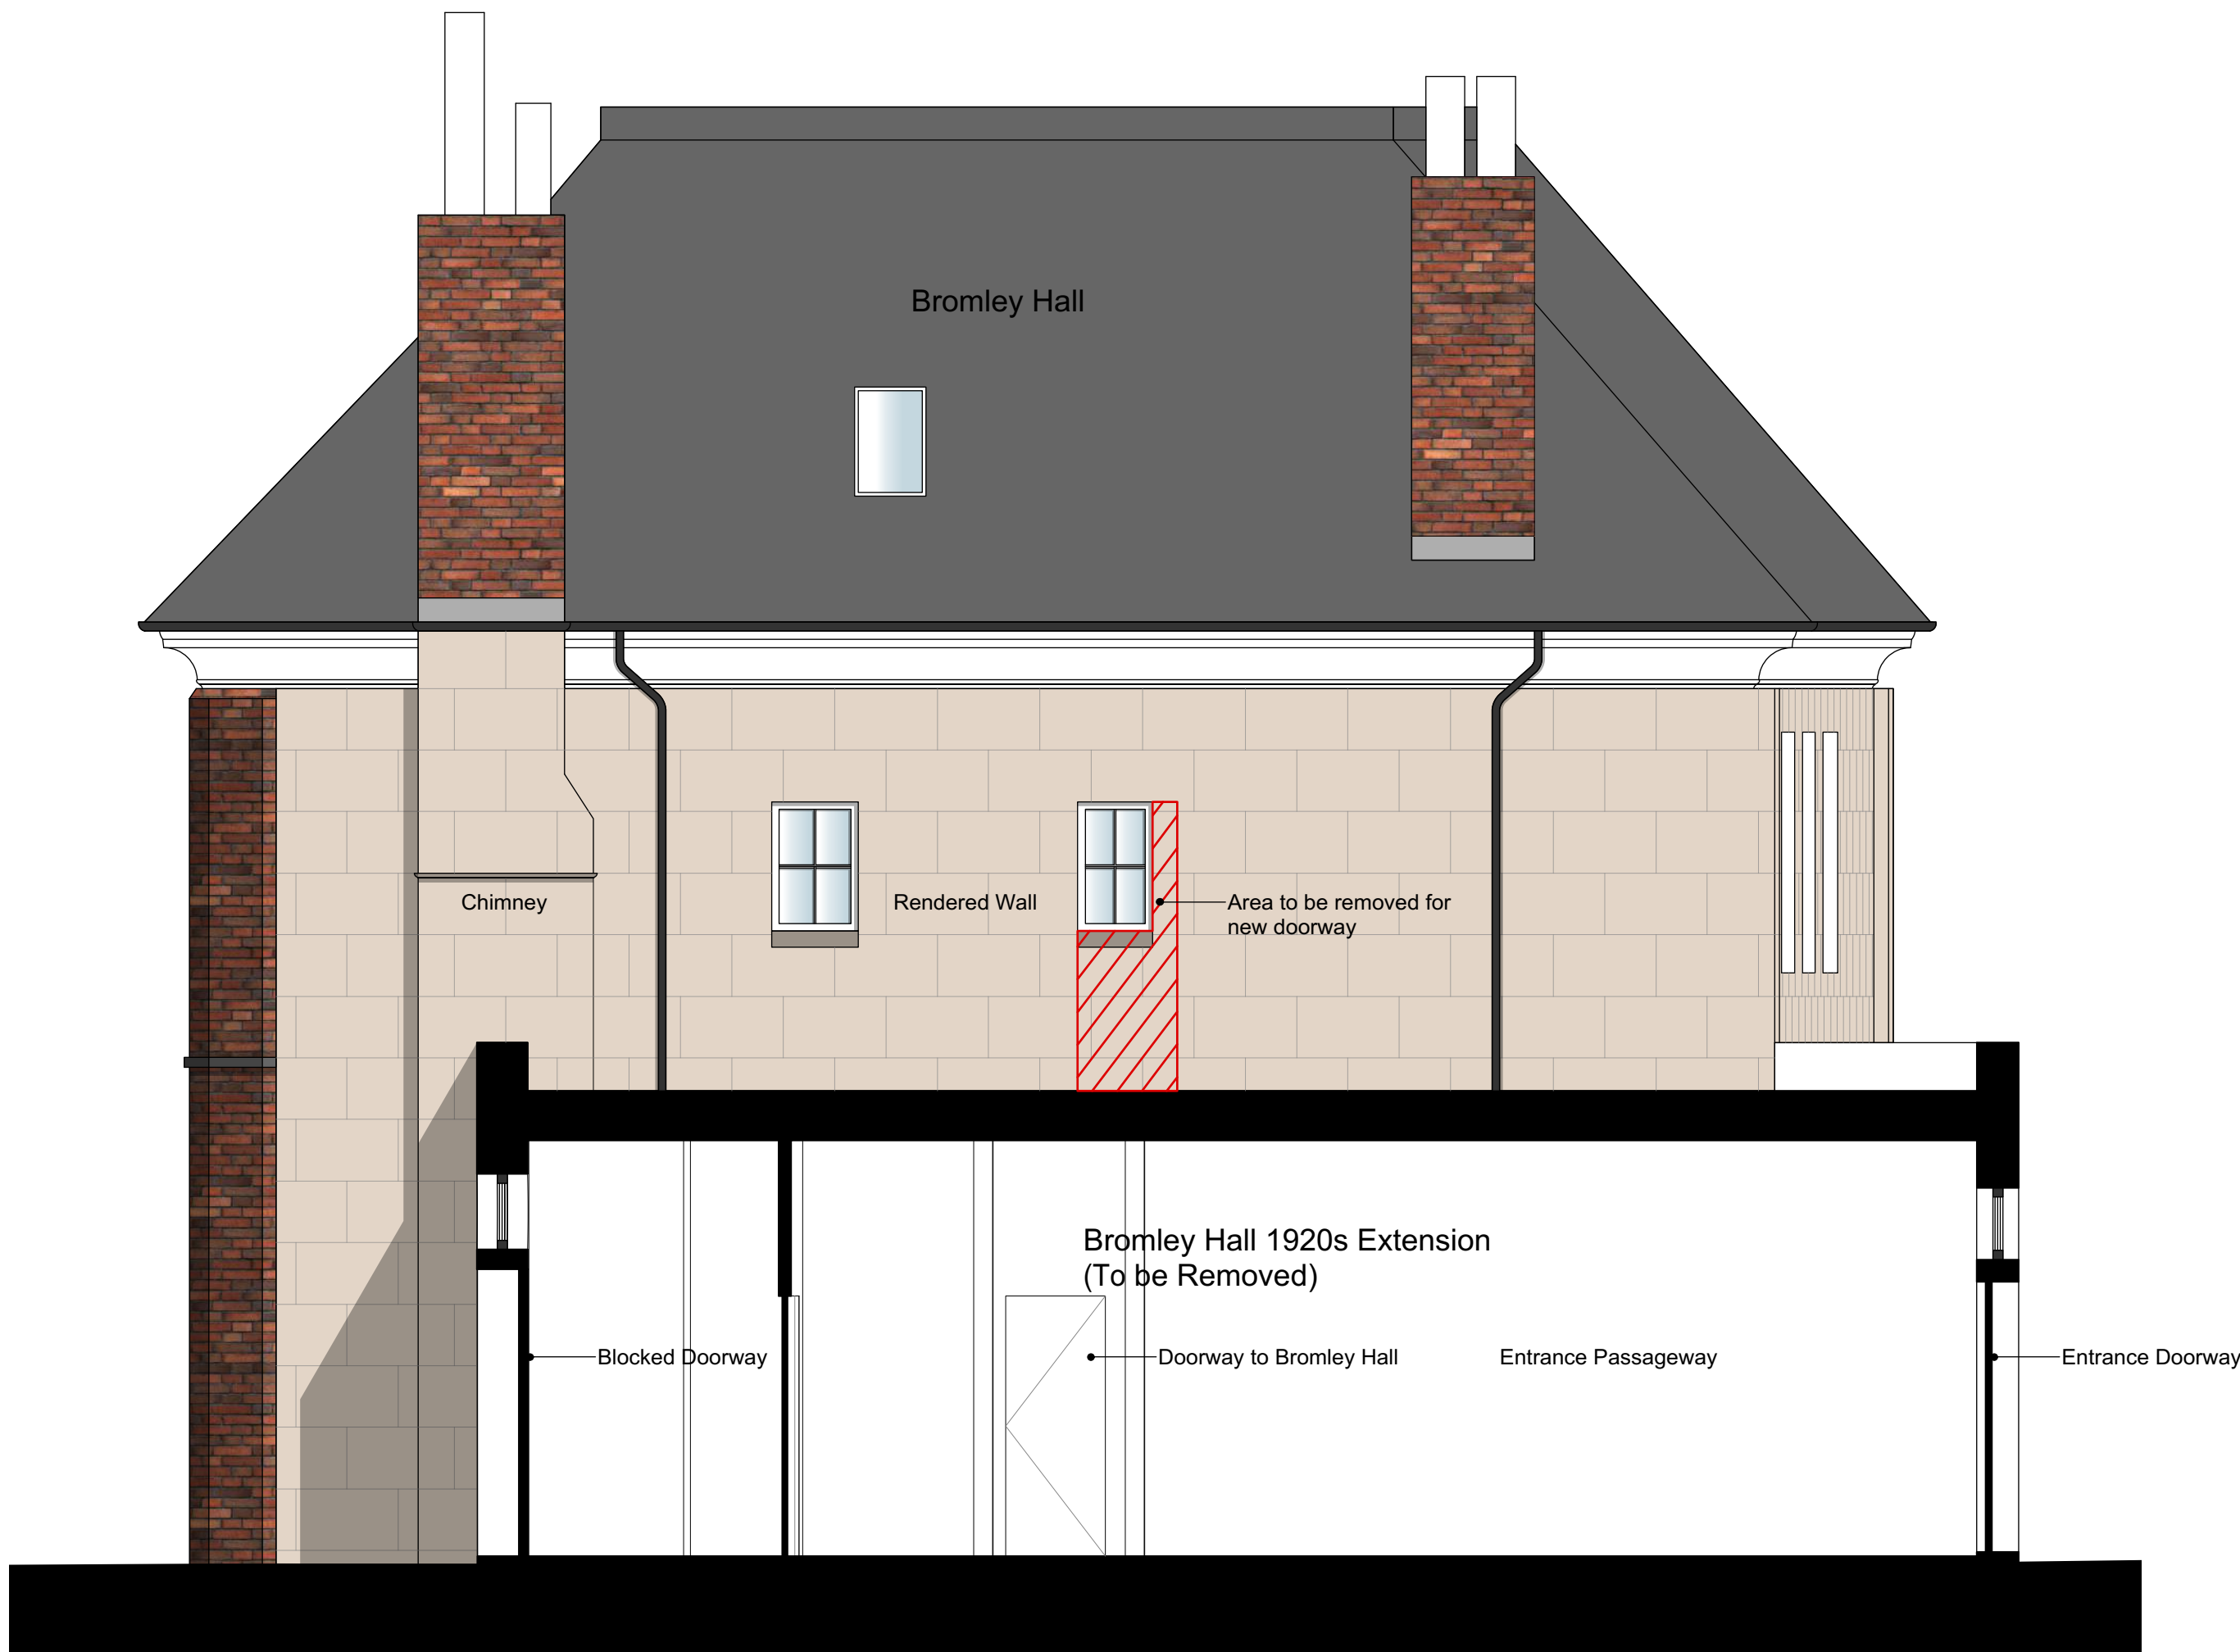 Bromley Hall
Chimney
Rendered Wall
Area to be removed for
new doorway
Bromley Hall 1920s Extension
(To be Removed)
Blocked Doorway
Doorway to Bromley Hall
Entrance Passageway
Entrance Doorway